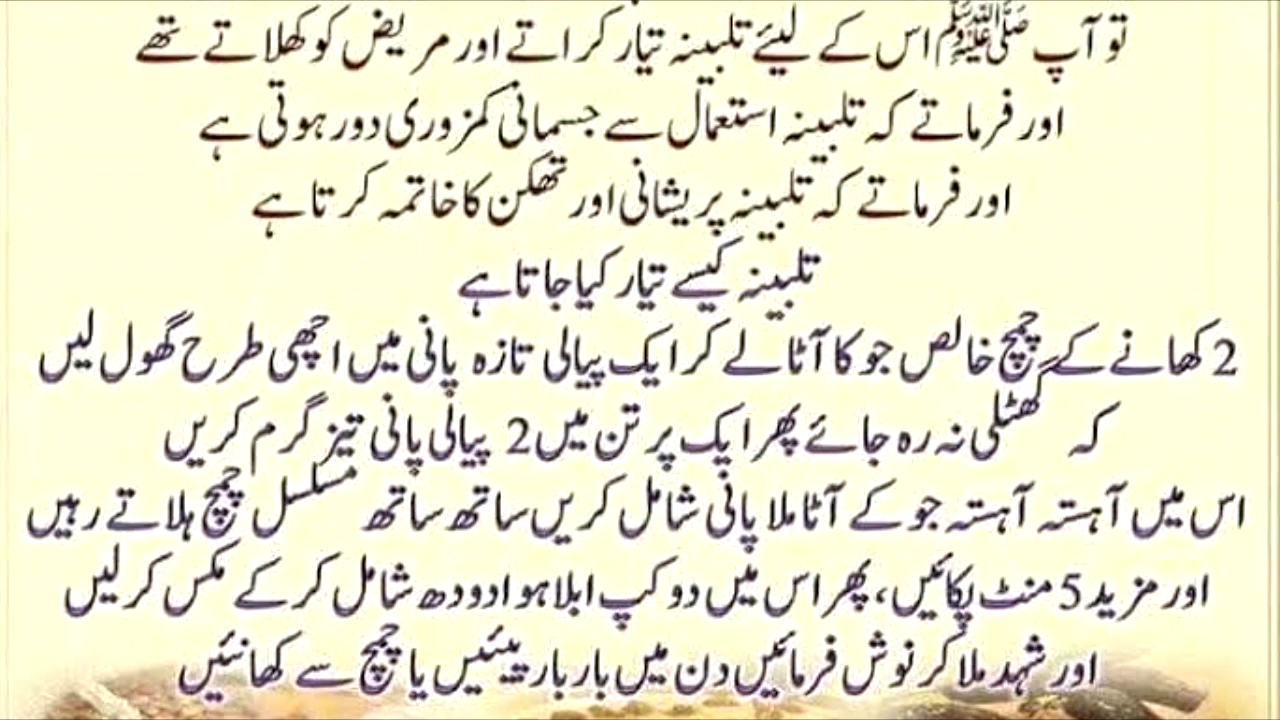 تو آپ ﷺ اس کے لیئے تلبینہ تیار کراتے اور مریض کو کھلاتے تھے
اور فرماتے کہ تلبینہ استعمال سے جسمانی کمزوری دور ہوتی ہے
اور فرماتے کہ تلبینہ پریشانی اور تھکن کا خاتمہ کرتا ہے
تلبینہ کیسے تیار کیا جاتا ہے
2 کھانے کے چمچ خالص جو کا آٹا لے کر ایک پیالی تازہ پانی میں اچھی طرح گھول لیں
کہ گھٹلی نہ رہ جائے پھر ایک پرتن میں 2 پیالی پانی تیز گرم کریں
اس میں آہستہ آہستہ جو کے آٹا ملا پانی شامل کریں ساتھ ساتھ مسلسل چمچ ہلاتے رہیں
اور مزید 5 منٹ پکائیں، پھر اس میں دو کپ ابلا ہوا دودھ شامل کر کے مکس کر لیں
اور شہد ملا کر نوش فرمائیں دن میں بار بار پیئیں یا چمچ سے کھائیں